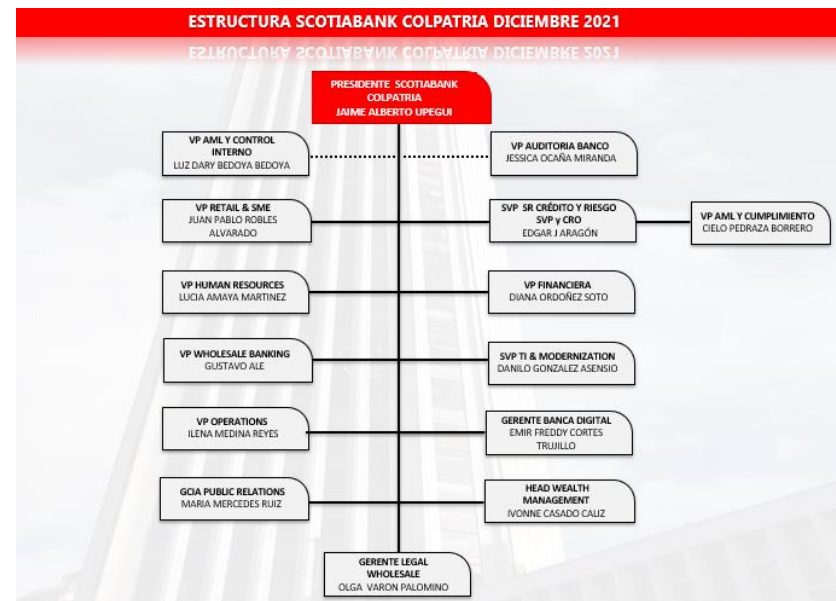 ESTRUCTURA SCOTIABANK COLPATRIA DICIEMBRE 2021
PRESIDENTE SCOTIABANK
COLPATRIA
JAIME ALBERTO UPEGUI
VP AML Y CONTROL
INTERNO
LUZ DARY BEDOYA BEDOYA
VP AUDITORIA BANCO
JESSICA OCAÑA MIRANDA
VP RETAIL & SME
JUAN PABLO ROBLES
ALVARADO
SVP SR CRÉDITO Y RIESGO
SVP y CRO
EDGAR J ARAGÓN
VP AML Y CUMPLIMIENTO
CIELO PEDRAZA BORRERO
VP HUMAN RESOURCES
LUCIA AMAYA MARTINEZ
VP FINANCIERA
DIANA ORDOÑEZ SOTO
VP WHOLESALE BANKING
GUSTAVO ALE
SVP TI & MODERNIZATION
DANILO GONZALEZ ASENSIO
VP OPERATIONS
ILENA MEDINA REYES
GERENTE BANCA DIGITAL
EMIR FREDDY CORTES
TRUJILLO
GCIA PUBLIC RELATIONS
MARIA MERCEDES RUIZ
HEAD WEALTH
MANAGEMENT
IVONNE CASADO CALIZ
GERENTE LEGAL
WHOLESALE
OLGA VARON PALOMINO